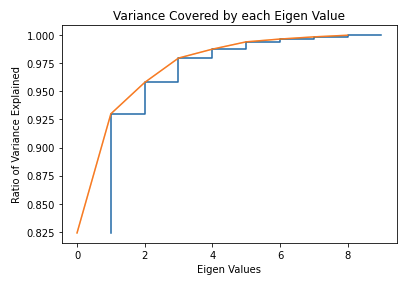 Variance Covered by each Eigen Value
Ratio of Variance Explained
1.000
0.975
0.950
0.925
0.900
0.875
0.850
0.825
0 2 4 6 8
Eigen Values